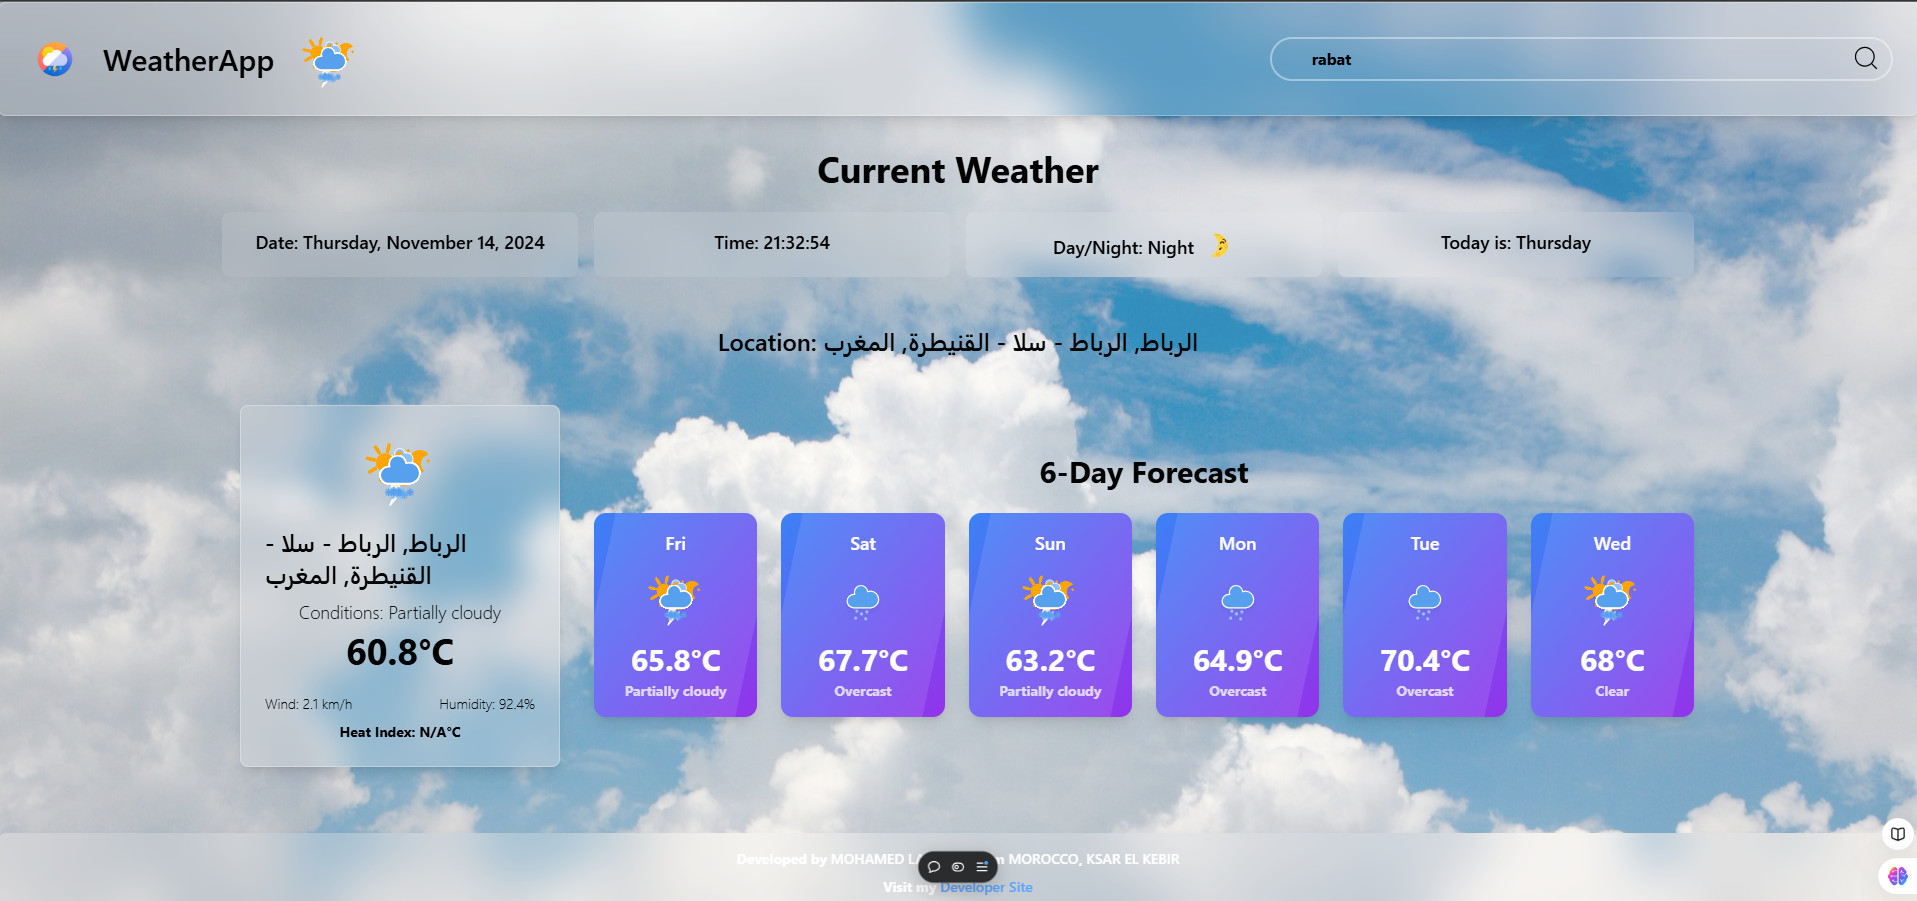 WeatherApp
rabat
Current Weather
Date: Thursday, November 14, 2024
Time: 21:32:54
Day/Night: Night
Today is: Thursday
Location: الرباط, الرباط - سلا - القنيطرة, المغرب
الرباط, الرباط - سلا -
القنيطرة, المغرب
Conditions: Partially cloudy
60.8°C
Wind: 2.1 km/h
Humidity: 92.4%
Heat Index: N/A°C
6-Day Forecast
Fri
65.8°C
Partially cloudy
Sat
67.7°C
Overcast
Sun
63.2°C
Partially cloudy
Mon
64.9°C
Overcast
Tue
70.4°C
Overcast
Wed
68°C
Clear
Developed by MOHAMED MOROCCO, KSAR EL KEBIR
Visit my Developer Site